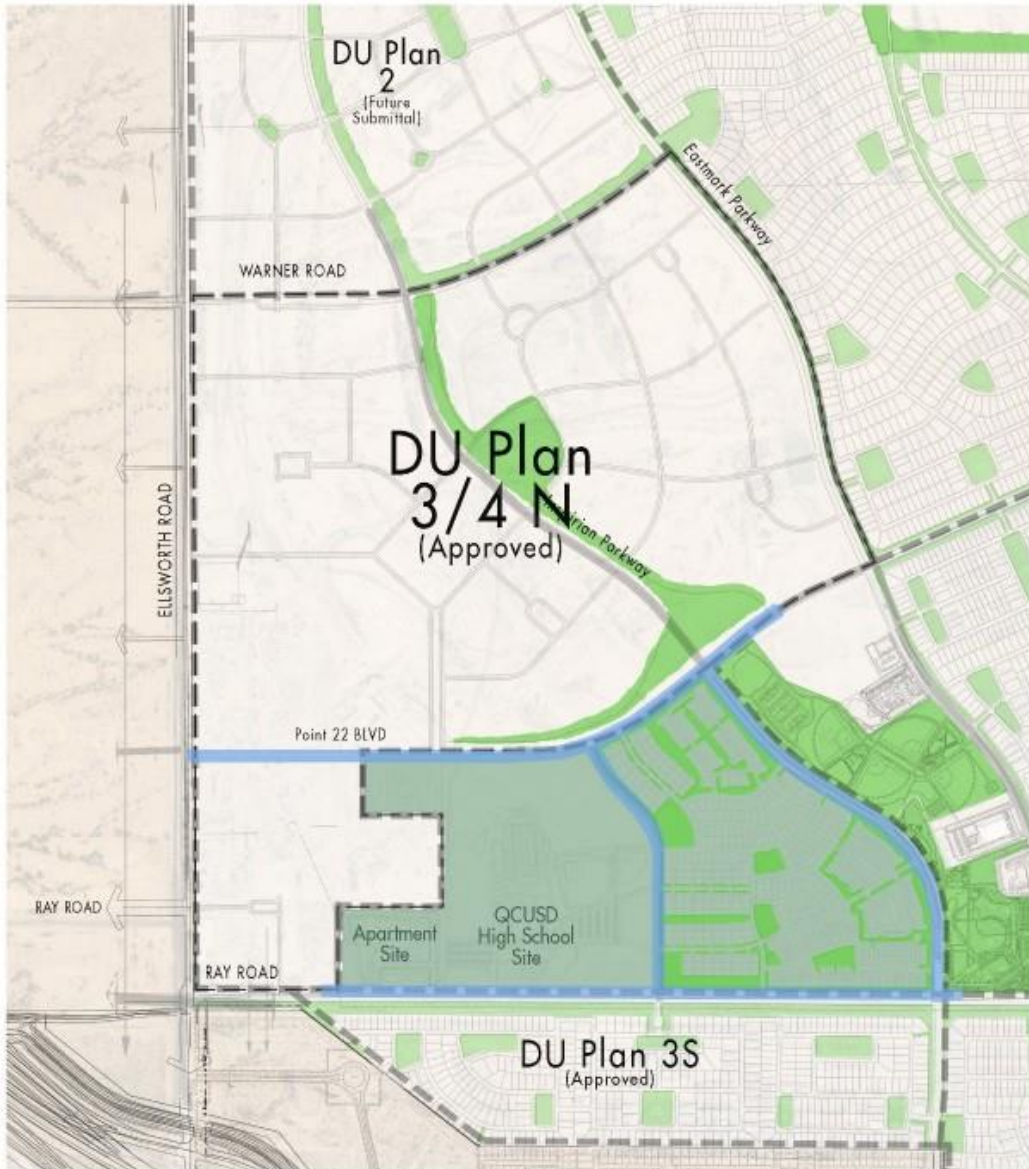 DU Plan
2
(Future
Submittal)
Eastmark Parkway
WARNER ROAD
DU Plan
3/4 N
(Approved)
Parkway
ELLSWORTH ROAD
Point 22 BLVD
RAY ROAD
Apartment
Site
QCUSD
High School
Site
RAY ROAD
DU Plan 3S
(Approved)